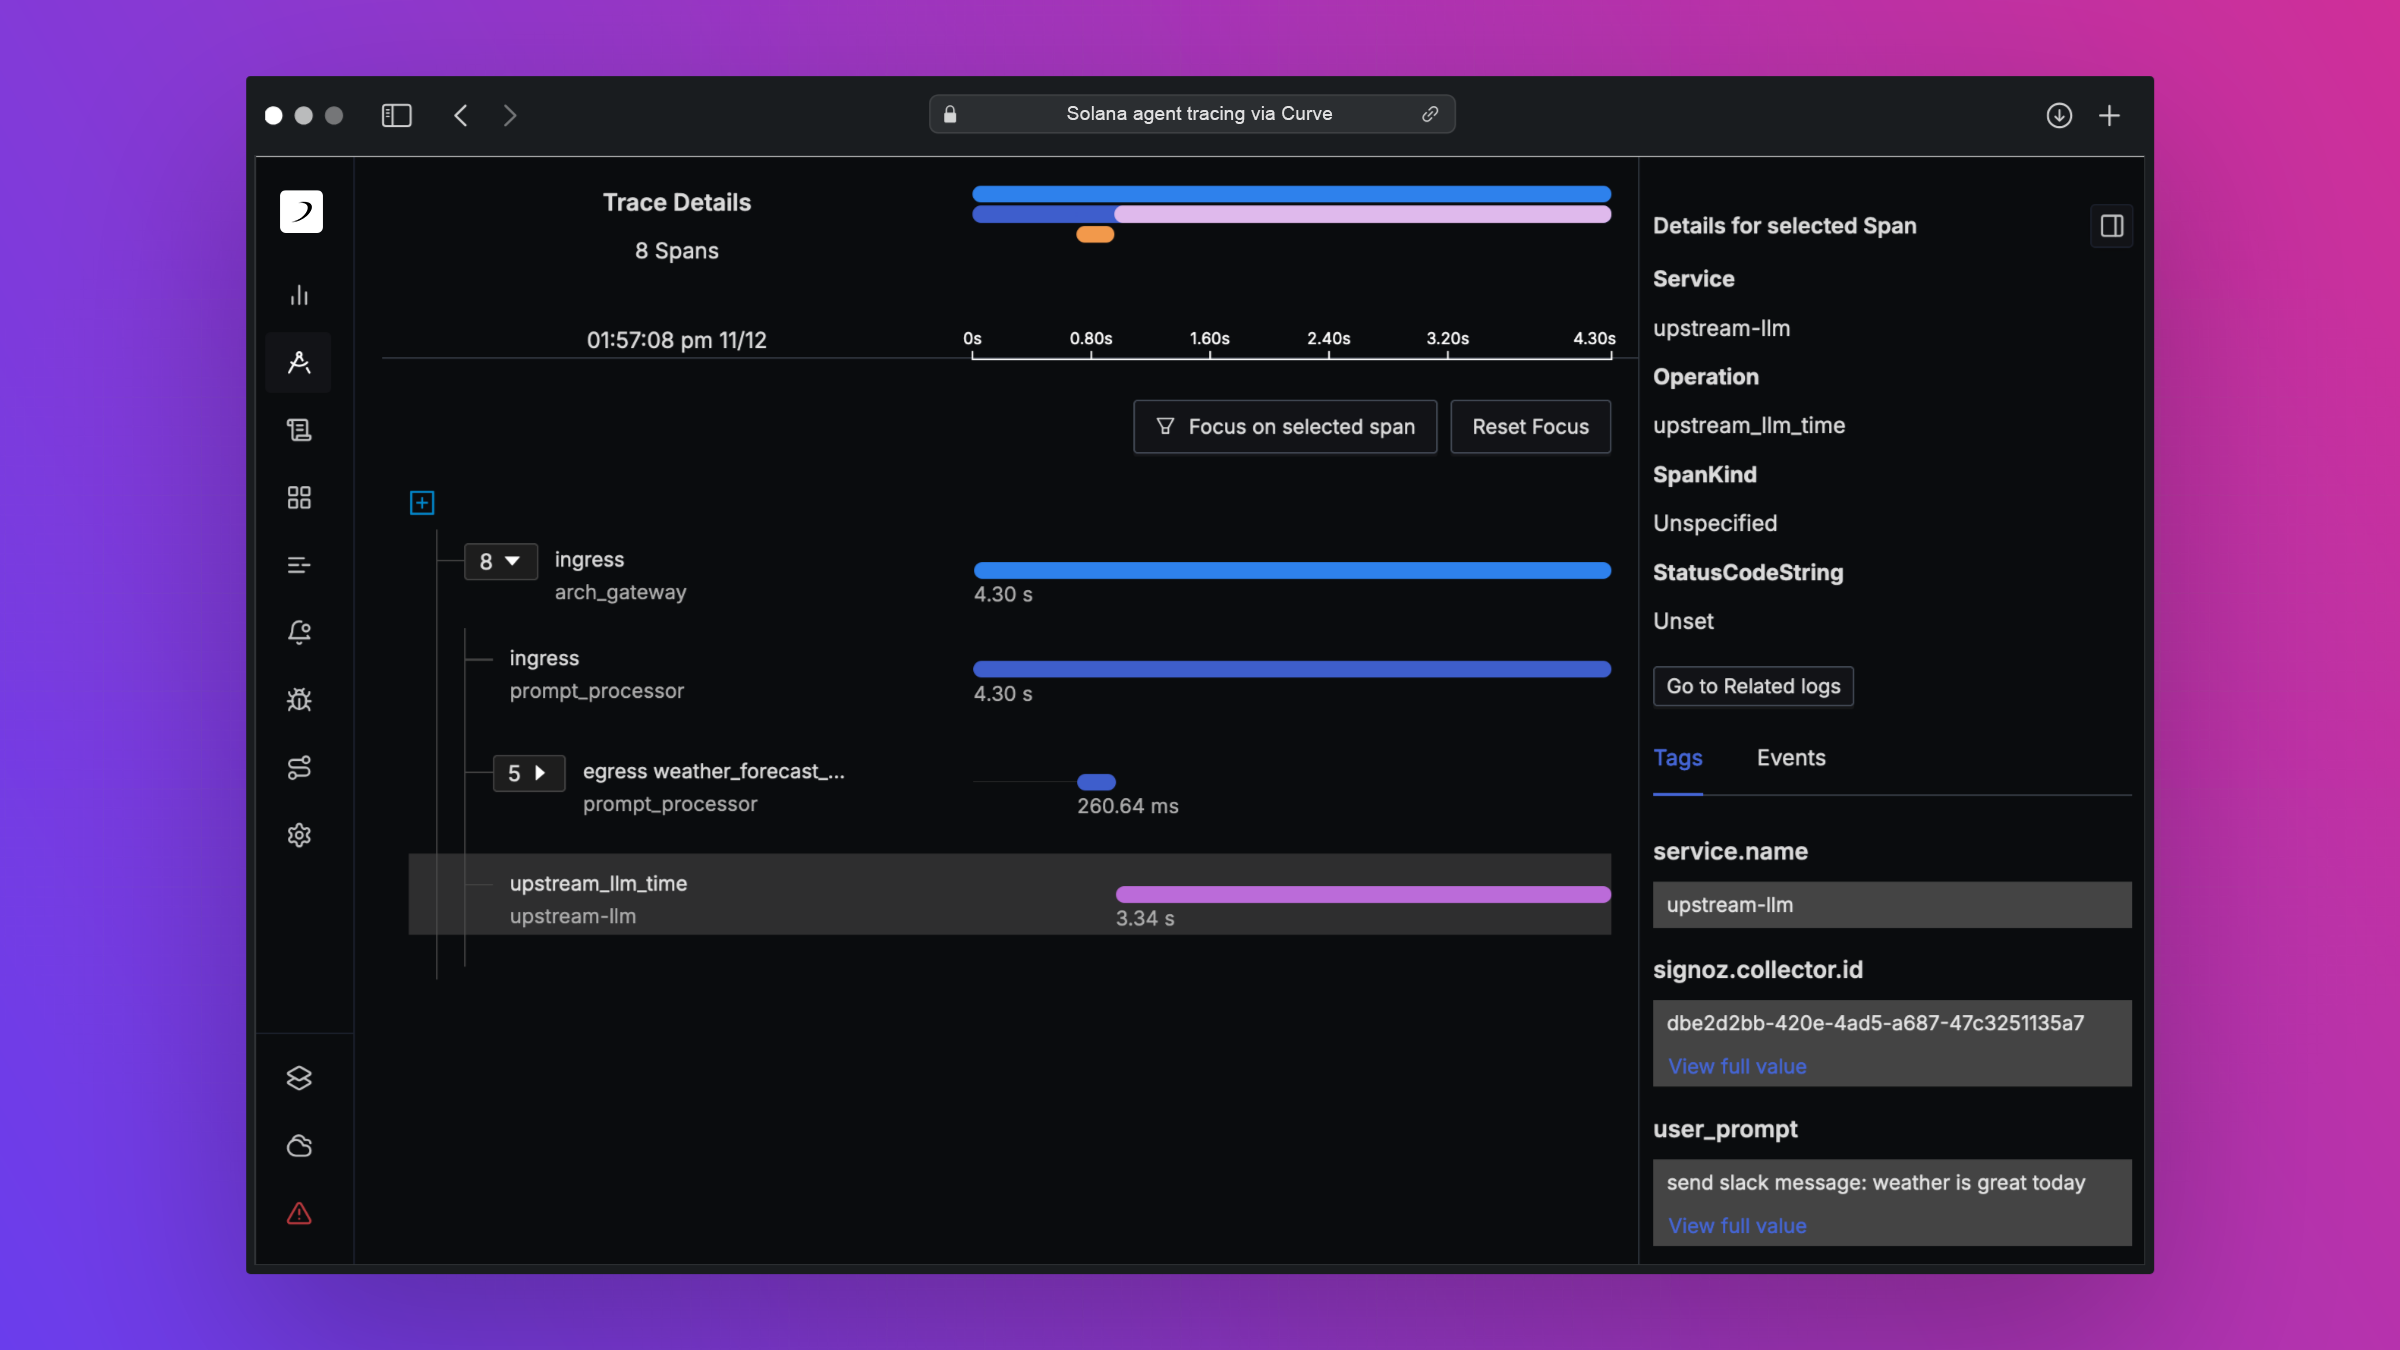 Solana agent tracing via Curve
Trace Details
8 Spans
01:57:08 pm 11/12
0s 0.80s 1.60s 2.40s 3.20s 4.30s
Focus on selected span Reset Focus
8 ingress
arch_gateway
4.30 s
ingress
prompt_processor
4.30 s
5 egress weather_forecast_...
prompt_processor
260.64 ms
upstream_llm_time
upstream-llm
3.34 s
Details for selected Span
Service
upstream-llm
Operation
upstream_llm_time
SpanKind
Unspecified
StatusCodeString
Unset
Go to Related logs
Tags Events
service.name
upstream-llm
signoz.collector.id
dbe2d2bb-420e-4ad5-a687-47c3251135a7
View full value
user_prompt
send slack message: weather is great today
View full value